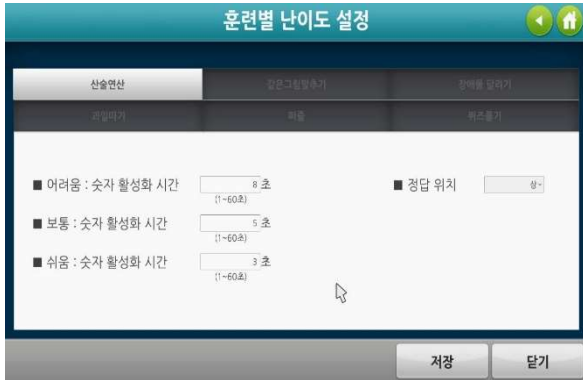 훈련별 난이도 설정
산술연산 같은그림맞추기 장애물 달리기
과일따기 퍼즐 퀴즈풀기
■ 어려움 : 숫자 활성화 시간 8 초 ■ 정답 위치 상
(1~60초)
■ 보통 : 숫자 활성화 시간 5 초
(1~60초)
■ 쉬움 : 숫자 활성화 시간 3 초
(1~60초)
저장 닫기